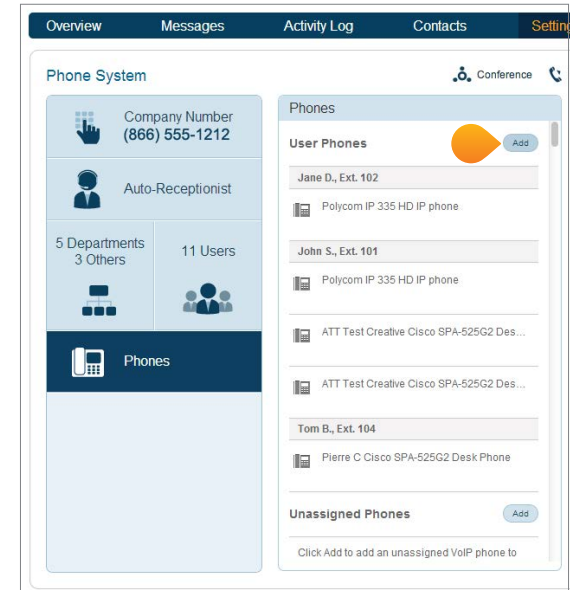 Overview Messages Activity Log Contacts Setting
Phone System
Conference
Company Number
(866) 555-1212
Auto-Receptionist
5 Departments
3 Others
11 Users
Phones
Phones
User Phones Add
Jane D., Ext. 102
Polycom IP 335 HD IP phone
John S., Ext. 101
Polycom IP 335 HD IP phone
ATT Test Creative Cisco SPA-525G2 Des...
ATT Test Creative Cisco SPA-525G2 Des...
Tom B., Ext. 104
Pierre C Cisco SPA-525G2 Desk Phone
Unassigned Phones Add
Click Add to add an unassigned VoIP phone to